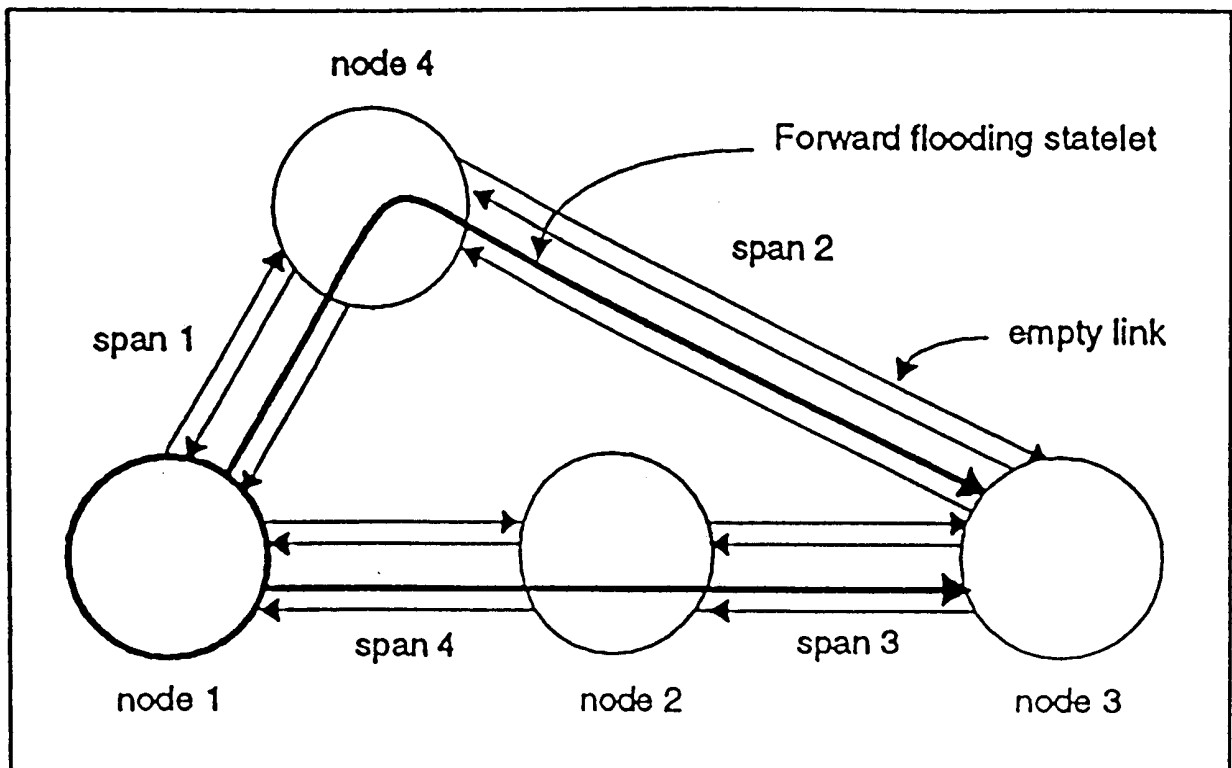 node 4
Forward flooding statelet
span 2
span 1
empty link
span 4
span 3
node 1
node 2
node 3